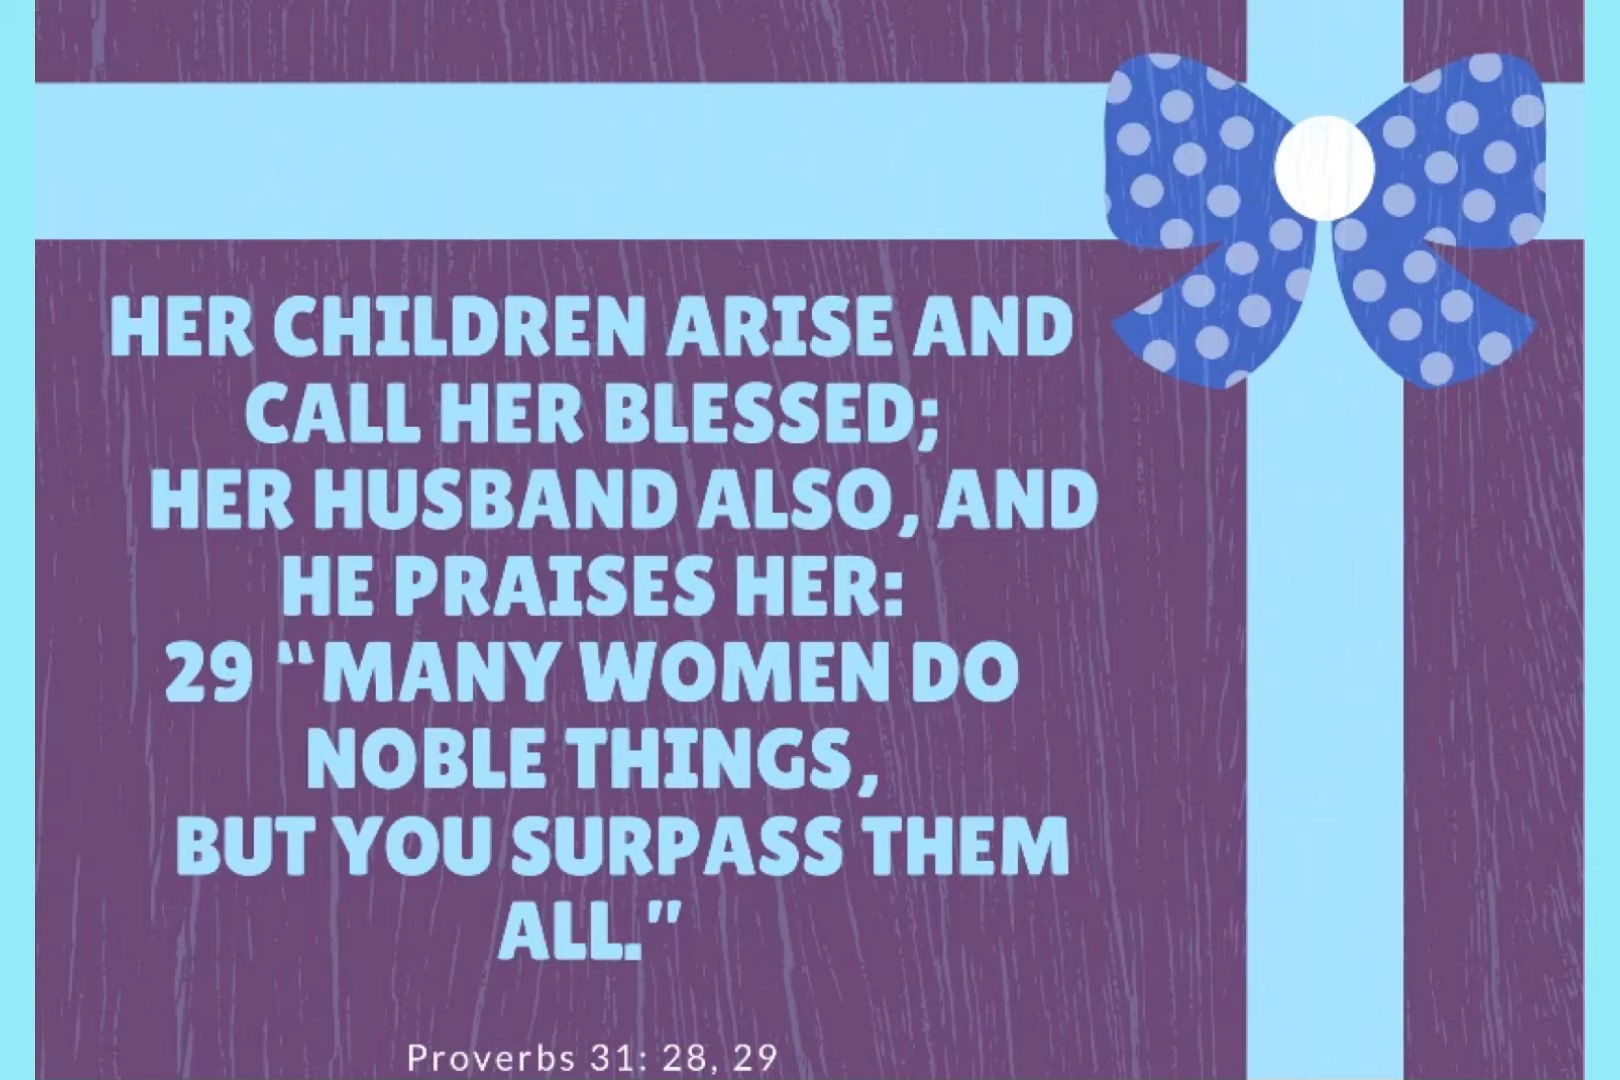 HER CHILDREN ARISE AND
CALL HER BLESSED;
HER HUSBAND ALSO, AND
HE PRAISES HER:
29 “MANY WOMEN DO
NOBLE THINGS,
BUT YOU SURPASS THEM
ALL.”
Proverbs 31: 28, 29